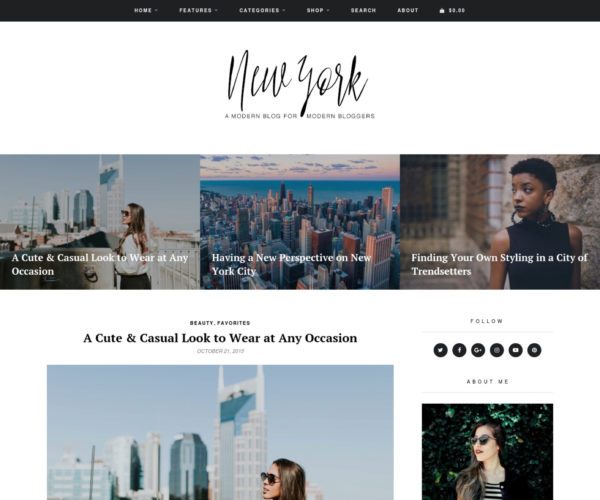 HOME FEATURES CATEGORIES SHOP SEARCH ABOUT $0.00
New York
A MODERN BLOG FOR MODERN BLOGGERS
A Cute & Casual Look to Wear at Any
Occasion
Having a New Perspective on New
York City
Finding Your Own Styling in a City of
Trendsetters
BEAUTY, FAVORITES
A Cute & Casual Look to Wear at Any Occasion
OCTOBER 21, 2015
FOLLOW
ABOUT ME